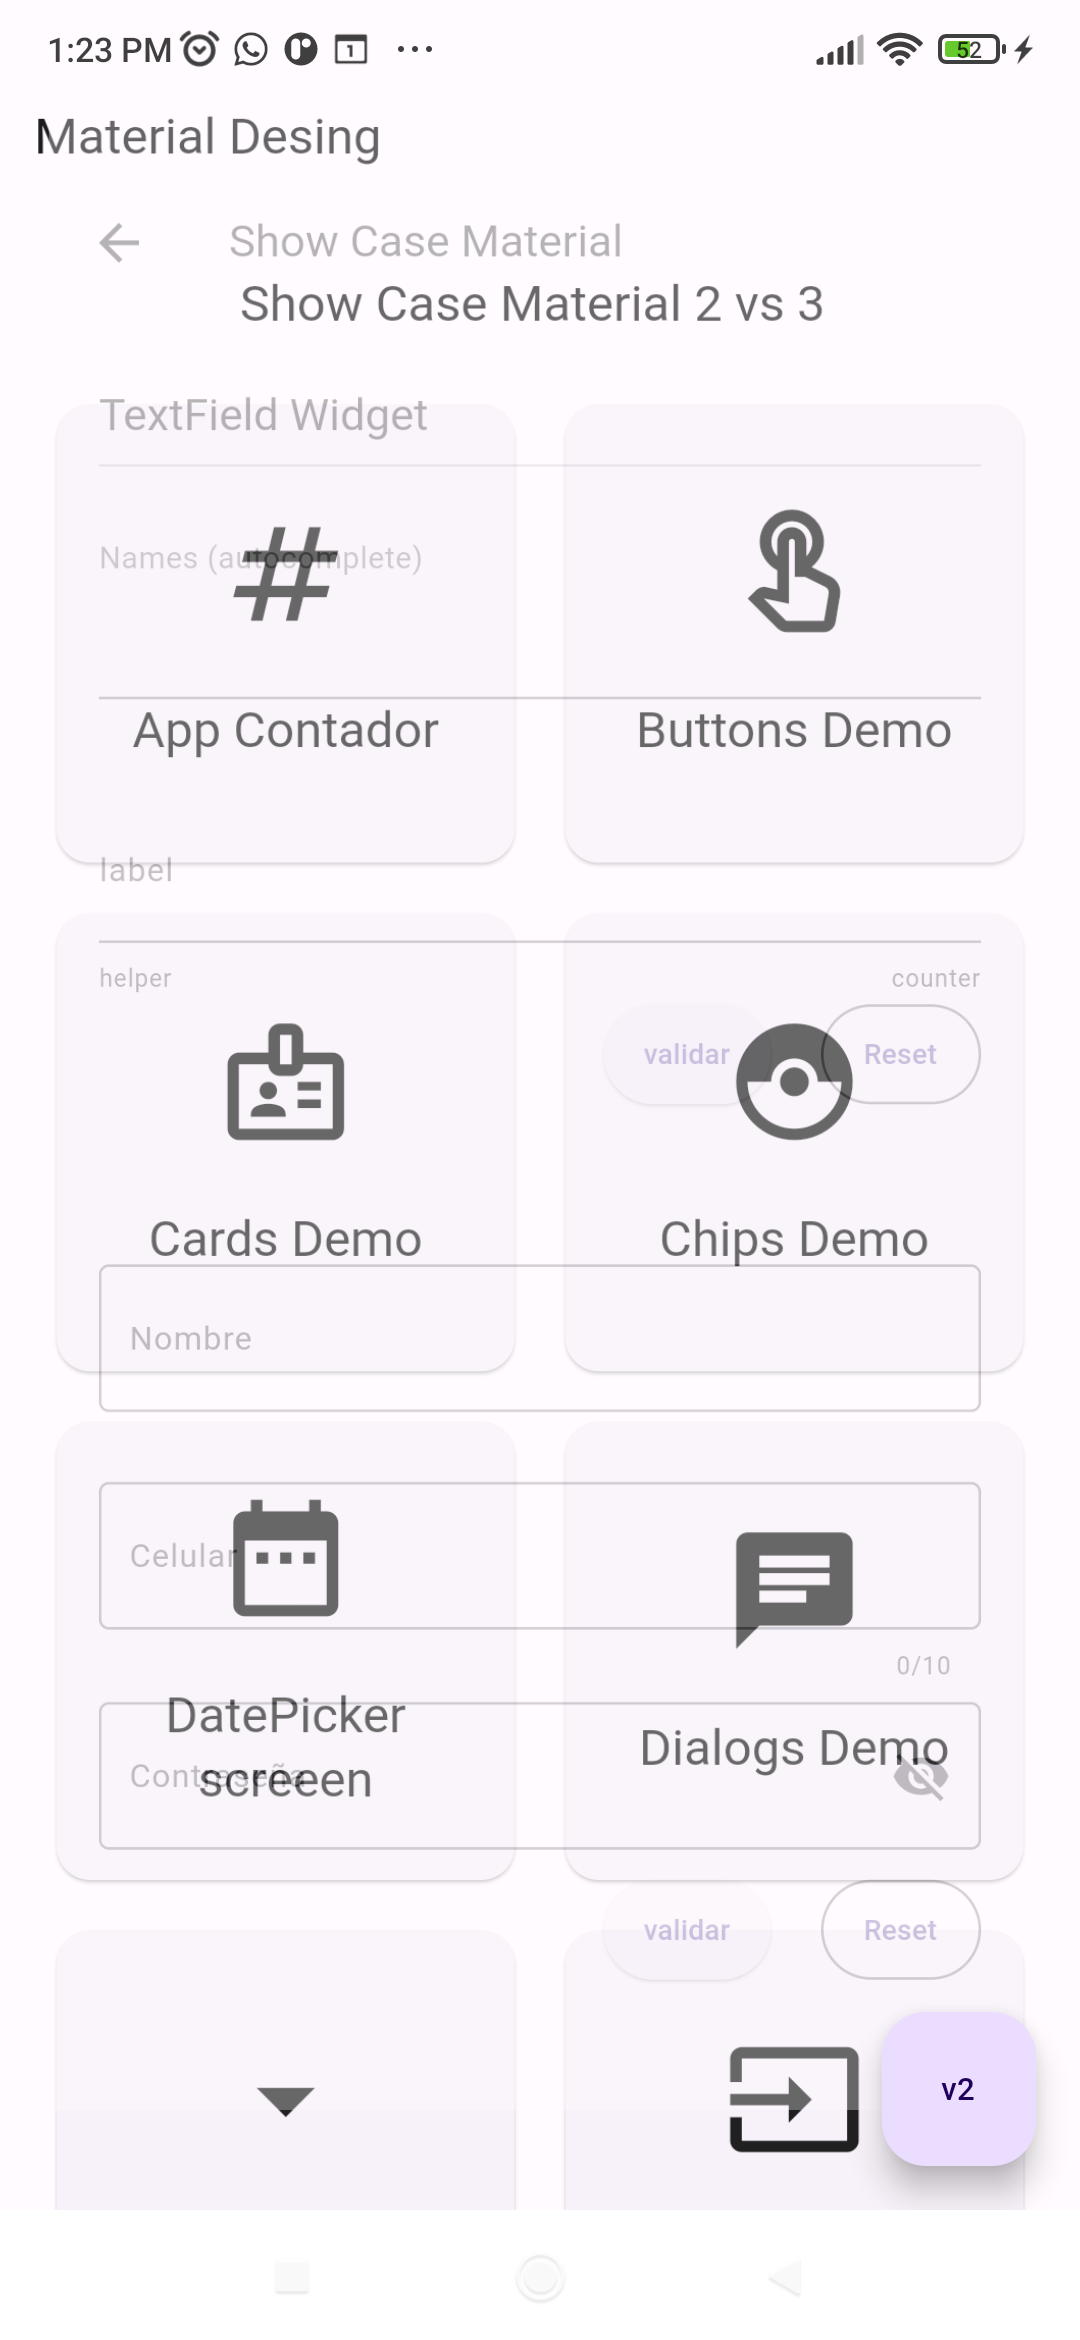 1:23 PM
1
52
Material Desing
Show Case Material
Show Case Material 2 vs 3
TextField Widget
Names (autocomplete)
App Contador
Buttons Demo
label
helper
counter
validar
Reset
Cards Demo
Chips Demo
Nombre
Celular
0/10
DatePicker
screeen
Dialogs Demo
Contraseña
validar
Reset
v2